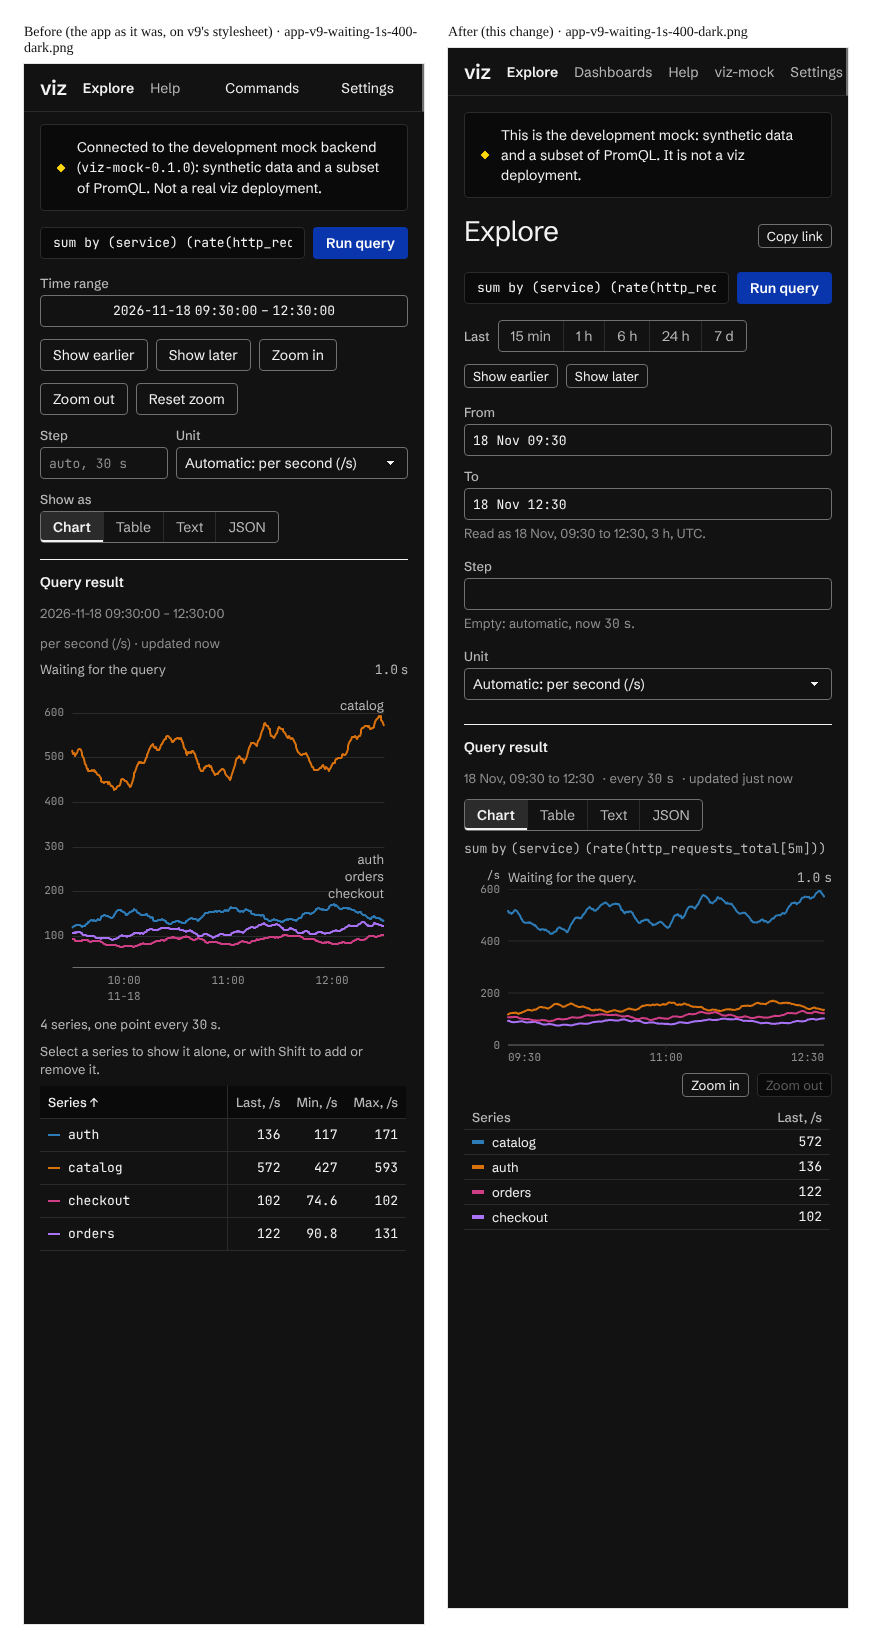 Before (the app as it was, on v9's stylesheet) · app-v9-waiting-1s-400-
dark.png
viz Explore Help Commands Settings
Connected to the development mock backend
(viz-mock-0.1.0): synthetic data and a subset
of PromQL. Not a real viz deployment.
sum by (service) (rate(http_rec
Run query
Time range
2026-11-18 09:30:00 – 12:30:00
Show earlier Show later Zoom in
Zoom out Reset zoom
Step Unit
auto, 30 s Automatic: per second (/s)
Show as
Chart Table Text JSON
Query result
2026-11-18 09:30:00 – 12:30:00
per second (/s) · updated now
Waiting for the query 1.0 s
catalog
600
500
400
300
auth
200
orders
checkout
100
10:00 11:00 12:00
11-18
4 series, one point every 30 s.
Select a series to show it alone, or with Shift to add or
remove it.
Series ↑ Last, /s Min, /s Max, /s
auth 136 117 171
catalog 572 427 593
checkout 102 74.6 102
orders 122 90.8 131
After (this change) · app-v9-waiting-1s-400-dark.png
viz Explore Dashboards Help viz-mock Settings
This is the development mock: synthetic data
and a subset of PromQL. It is not a viz
deployment.
Explore
Copy link
sum by (service) (rate(http_rec
Run query
Last 15 min 1 h 6 h 24 h 7 d
Show earlier Show later
From
18 Nov 09:30
To
18 Nov 12:30
Read as 18 Nov, 09:30 to 12:30, 3 h, UTC.
Step
Empty: automatic, now 30 s.
Unit
Automatic: per second (/s)
Query result
18 Nov, 09:30 to 12:30 · every 30 s · updated just now
Chart Table Text JSON
sum by (service) (rate(http_requests_total[5m]))
/s Waiting for the query. 1.0 s
600
400
200
0
09:30 11:00 12:30
Zoom in Zoom out
Series Last, /s
catalog 572
auth 136
orders 122
checkout 102